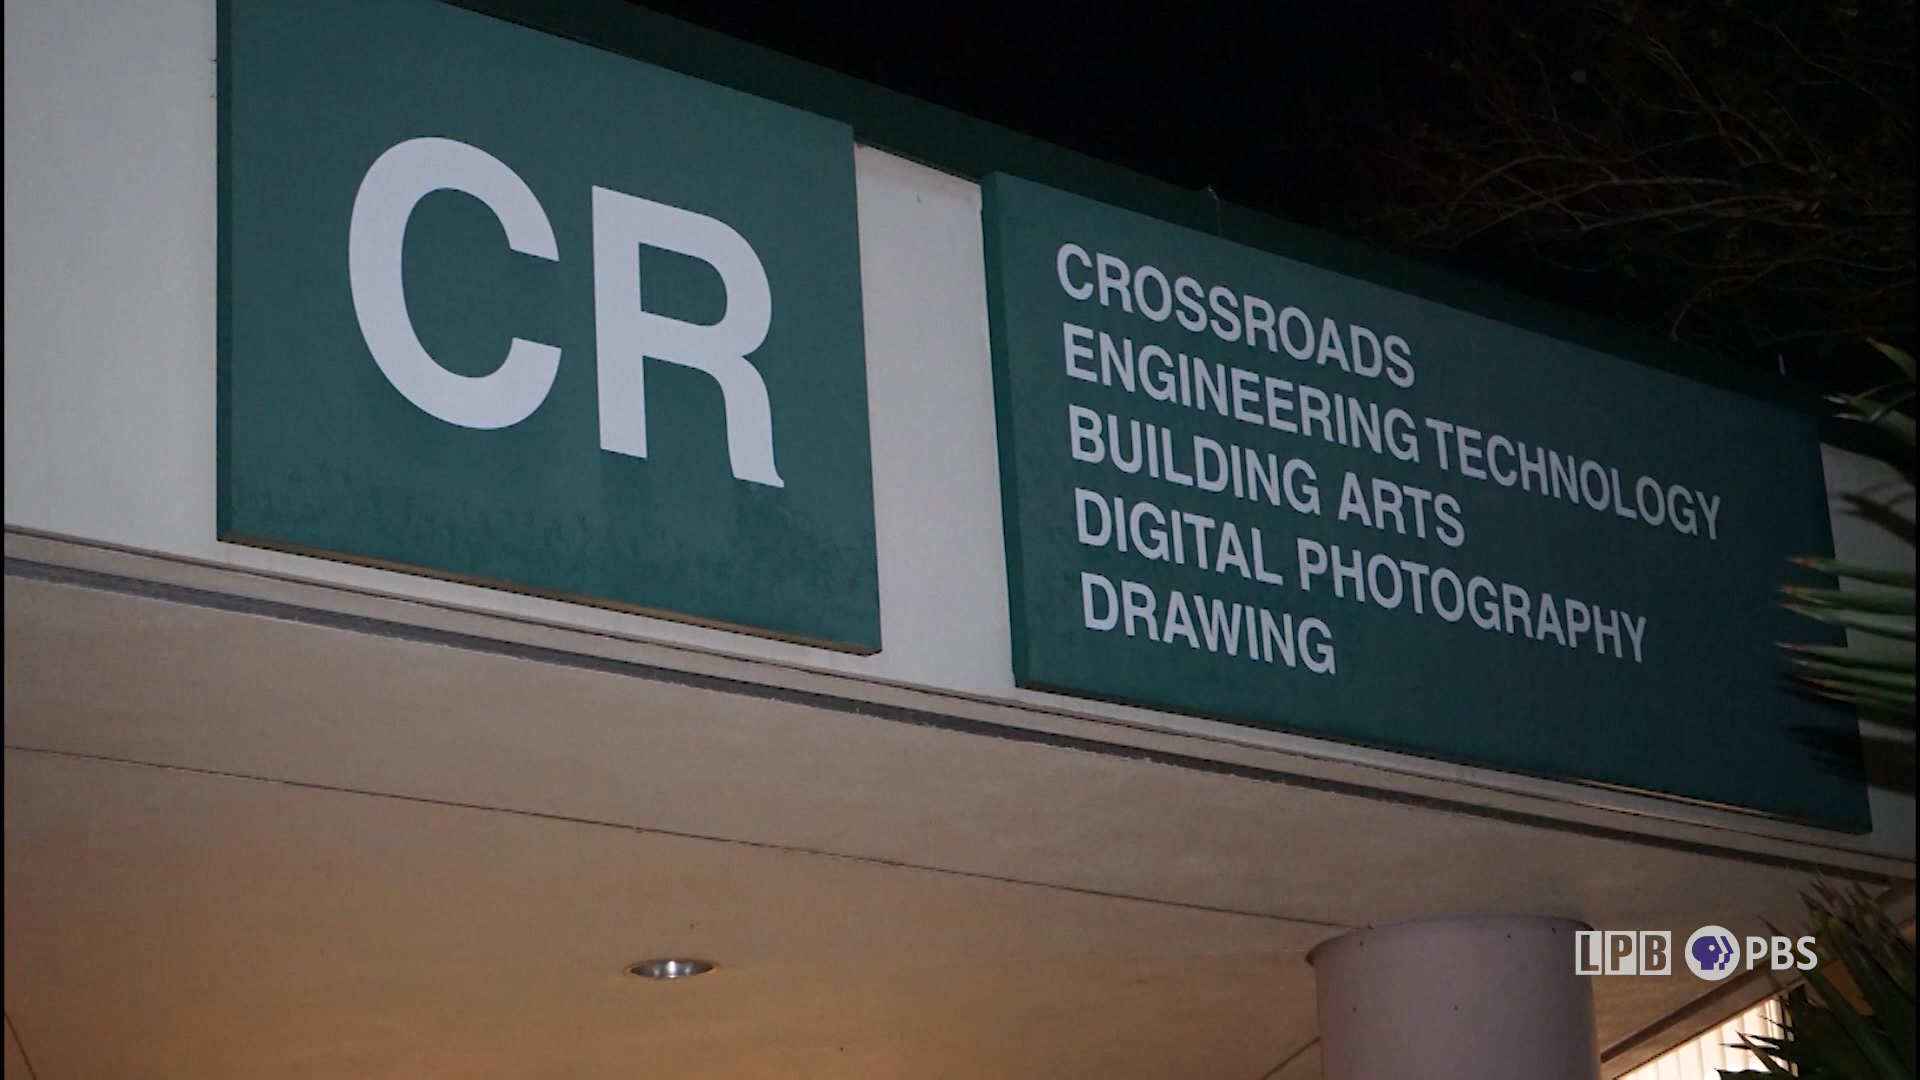 CR
CROSSROADS
ENGINEERING TECHNOLOGY
BUILDING ARTS
DIGITAL PHOTOGRAPHY
DRAWING
LPB PBS